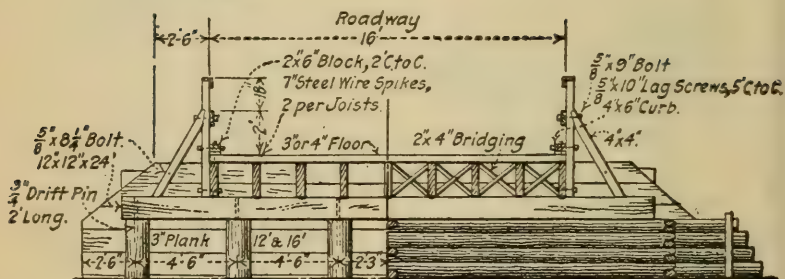 Roadway
2'-6"
16'
2"x6" Block, 2' C. to C.
7" Steel Wire Spikes,
2 per Joists.
18"
2'
5/8" x 9" Bolt
5/8" x 10" Lag Screws, 5' C. to C.
4"x6" Curb.
4"x4"
5/8" x 8 1/4" Bolt.
12"x12"x24'
3/4" Drift Pin
2' Long.
3" or 4" Floor
2"x4" Bridging
3" Plank
12' & 16'
2'-6"
4'-6"
4'-6"
2'-3"